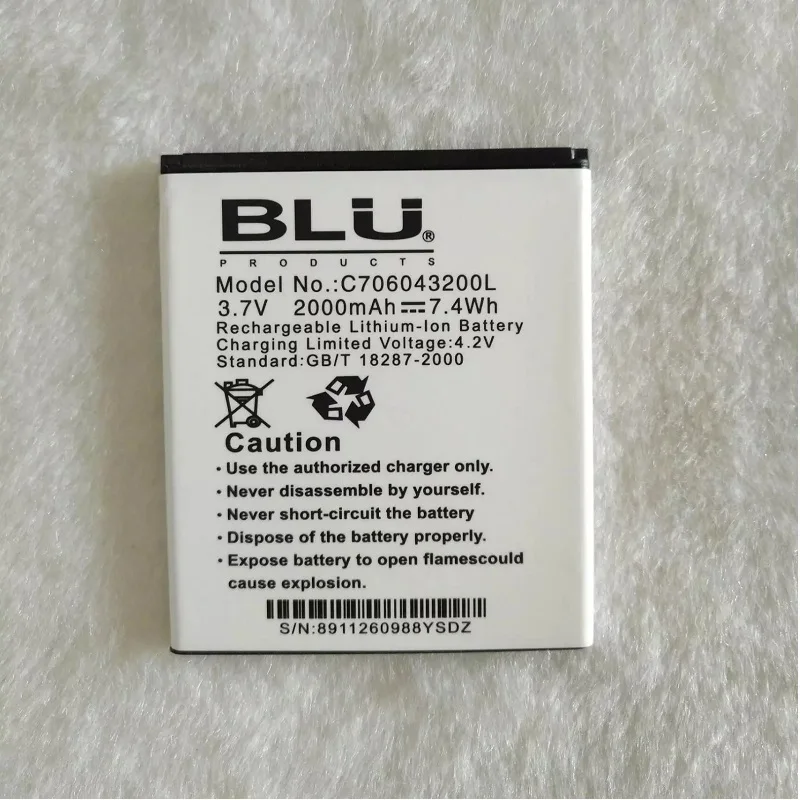 BLU®
PRODUCTS
Model No.:C706043200L
3.7V 2000mAh⎓7.4Wh
Rechargeable Lithium-Ion Battery
Charging Limited Voltage:4.2V
Standard:GB/T 18287-2000
Caution
· Use the authorized charger only.
· Never disassemble by yourself.
· Never short-circuit the battery
· Dispose of the battery properly.
· Expose battery to open flamescould
cause explosion.
S/N:8911260988YSDZ